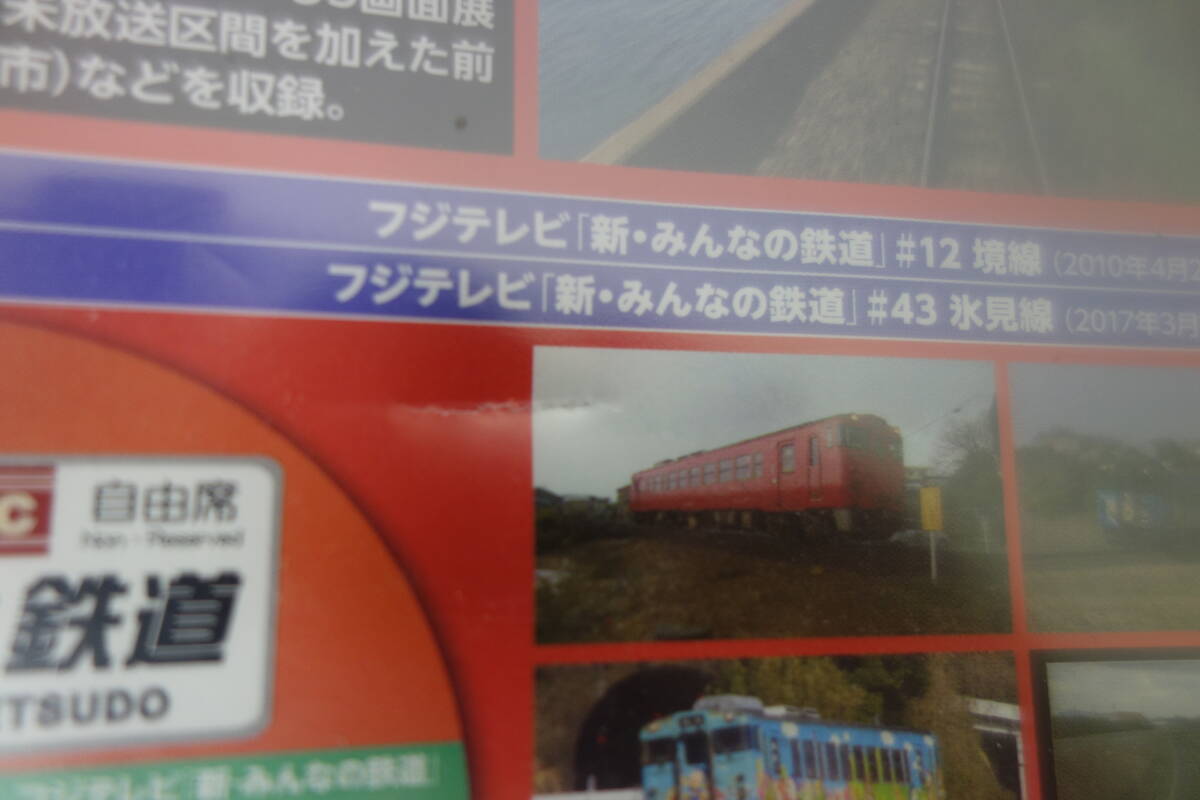 画面展
未放送区間を加えた前
市)などを収録。
フジテレビ「新・みんなの鉄道」#12 境線 (2010年4月2
フジテレビ「新・みんなの鉄道」#43 氷見線 (2017年3月
C
自由席
Non-Reserved
鉄道
TSUDO
フジテレビ「新・みんなの鉄道」